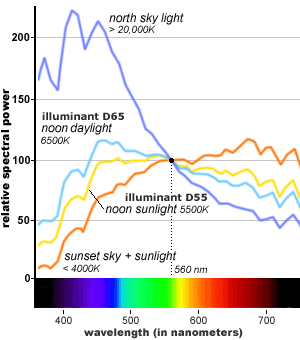 north sky light
> 20,000K
200
relative spectral power
150
illuminant D65
noon daylight
6500K
100
illuminant D55
noon sunlight 5500K
50
sunset sky + sunlight
< 4000K
560 nm
0
400 500 600 700
wavelength (in nanometers)